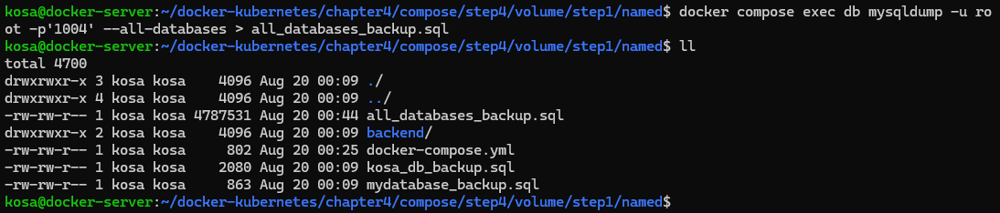 kosa@docker-server:~/docker-kubernetes/chapter4/compose/step4/volume/step1/named$ docker compose exec db mysqldump -u ro
ot -p'1004' --all-databases > all_databases_backup.sql
kosa@docker-server:~/docker-kubernetes/chapter4/compose/step4/volume/step1/named$ ll
total 4700
drwxrwxr-x 3 kosa kosa    4096 Aug 20 00:09 ./
drwxrwxr-x 4 kosa kosa    4096 Aug 20 00:09 ../
-rw-rw-r-- 1 kosa kosa 4787531 Aug 20 00:44 all_databases_backup.sql
drwxrwxr-x 2 kosa kosa    4096 Aug 20 00:09 backend/
-rw-rw-r-- 1 kosa kosa     802 Aug 20 00:25 docker-compose.yml
-rw-rw-r-- 1 kosa kosa    2080 Aug 20 00:09 kosa_db_backup.sql
-rw-rw-r-- 1 kosa kosa     863 Aug 20 00:09 mydatabase_backup.sql
kosa@docker-server:~/docker-kubernetes/chapter4/compose/step4/volume/step1/named$